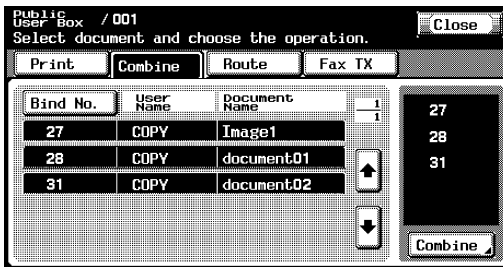 Public
User Box / 001
Close
Select document and choose the operation.
Print Combine Route Fax TX
Bind No. User Name Document Name 1/1
27 COPY Image1
28 COPY document01
31 COPY document02
27
28
31
Combine